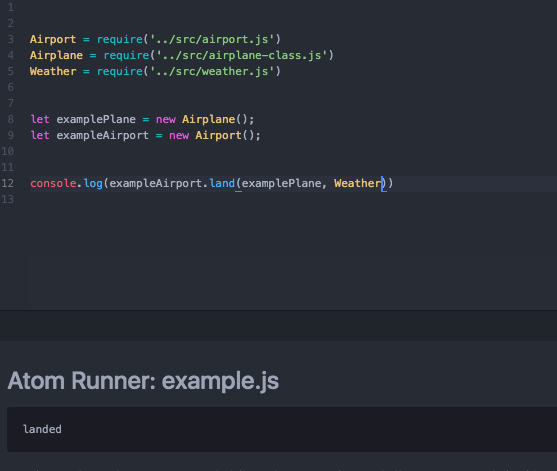 1
2
3 Airport = require('../src/airport.js')
4 Airplane = require('../src/airplane-class.js')
5 Weather = require('../src/weather.js')
6
7
8 let examplePlane = new Airplane();
9 let exampleAirport = new Airport();
10
11
12 console.log(exampleAirport.land(examplePlane, Weather))
13
Atom Runner: example.js
landed